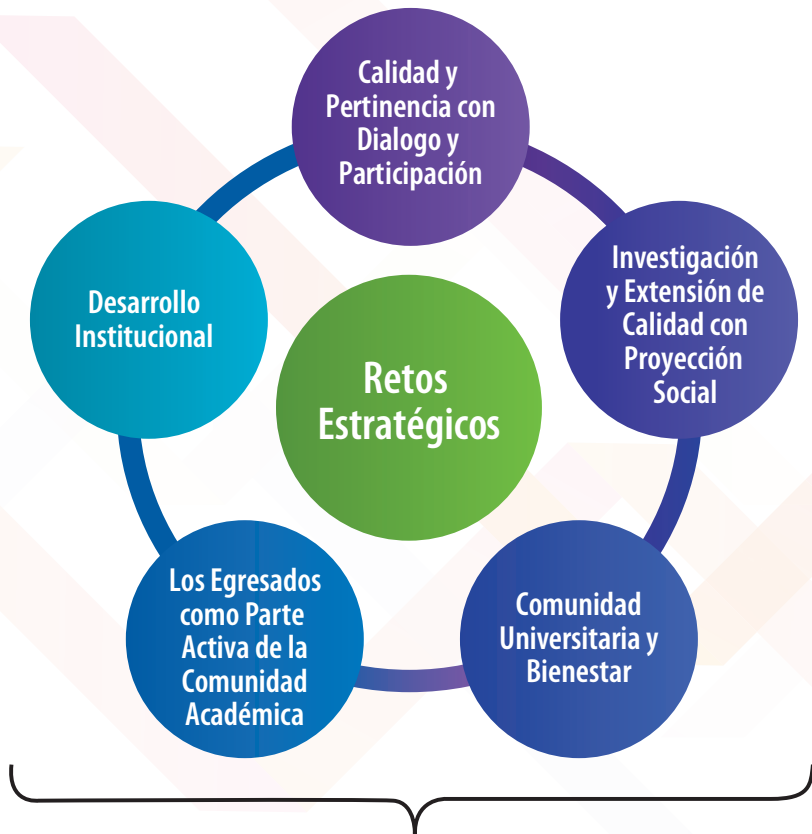 Calidad y
Pertinencia con
Dialogo y
Participación
Investigación
y Extensión de
Calidad con
Proyección
Social
Comunidad
Universitaria y
Bienestar
Los Egresados
como Parte
Activa de la
Comunidad
Académica
Desarrollo
Institucional
Retos
Estratégicos